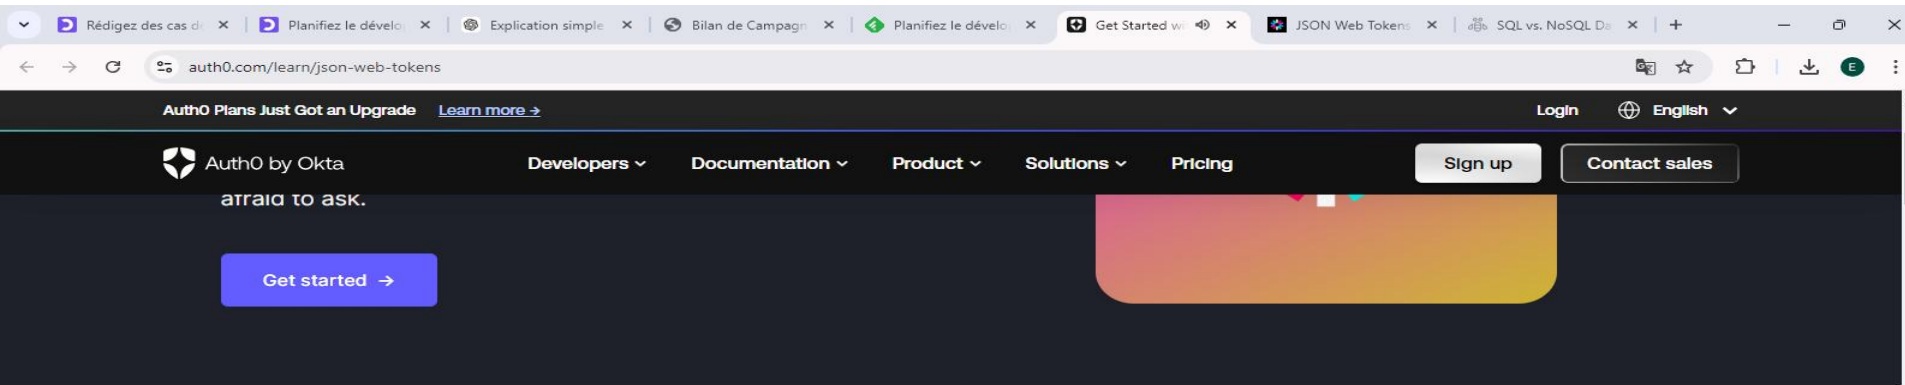 Rédigez des cas d
Planifiez le dévelo
Explication simple
Bilan de Campagn
Planifiez le dévelo
Get Started w
JSON Web Tokens
SQL vs. NoSQL Da
auth0.com/learn/json-web-tokens
E
Auth0 Plans Just Got an Upgrade Learn more →
Login English
Auth0 by Okta Developers Documentation Product Solutions Pricing Sign up Contact sales
afraid to ask.
Get started →